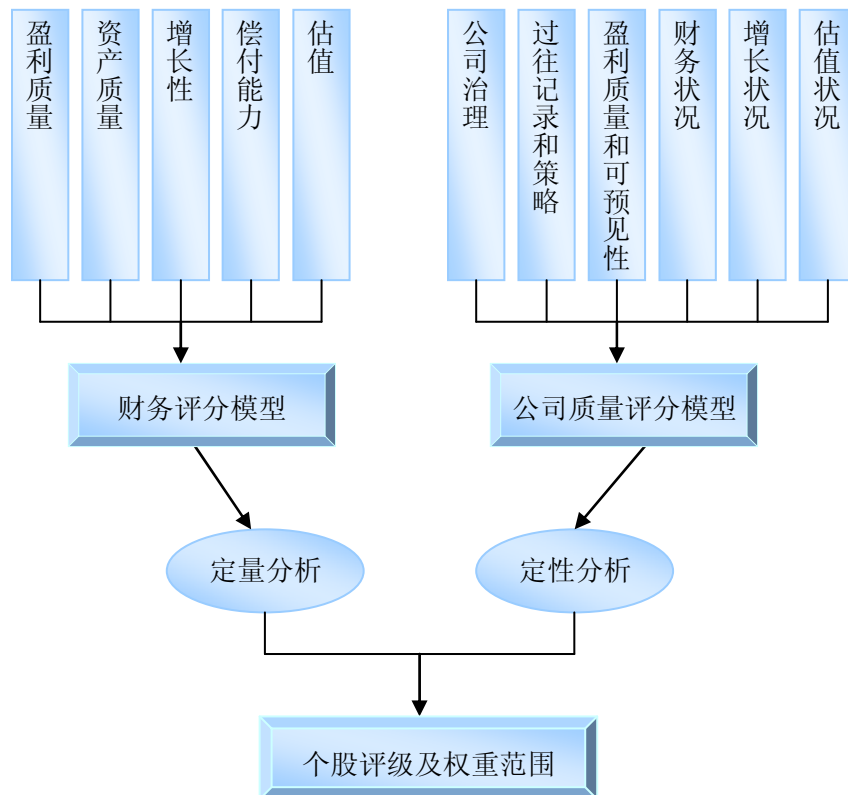 盈利质量
资产质量
增长性
偿付能力
估值
公司治理
过往记录和策略
盈利质量和可预见性
财务状况
增长状况
估值状况
财务评分模型
公司质量评分模型
定量分析
定性分析
个股评级及权重范围